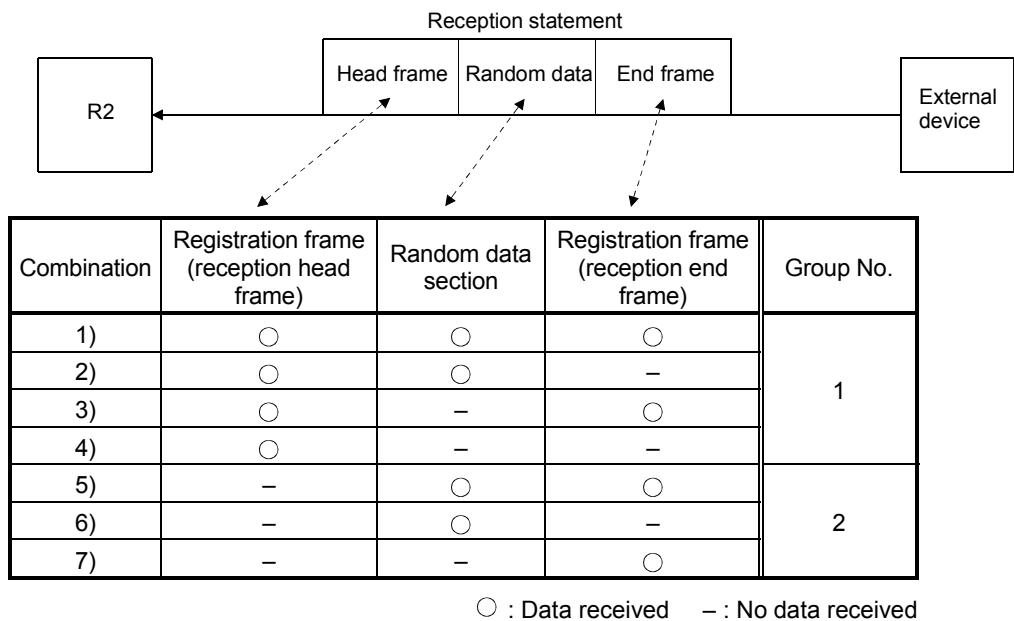 Reception statement
Head frame Random data End frame
R2
External
device
Combination
Registration frame
(reception head
frame)
Random data
section
Registration frame
(reception end
frame)
Group No.
1) ○ ○ ○
2) ○ ○ –
3) ○ – ○
4) ○ – –
1
5) – ○ ○
6) – ○ –
7) – – ○
2
○ : Data received – : No data received